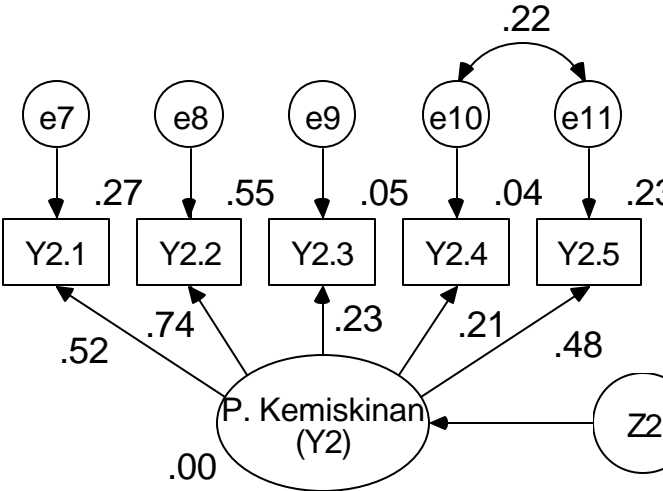 .22
e7 e8 e9 e10 e11
.27 .55 .05 .04 .23
Y2.1 Y2.2 Y2.3 Y2.4 Y2.5
.52 .74 .23 .21 .48
P. Kemiskinan
(Y2)
Z2
.00